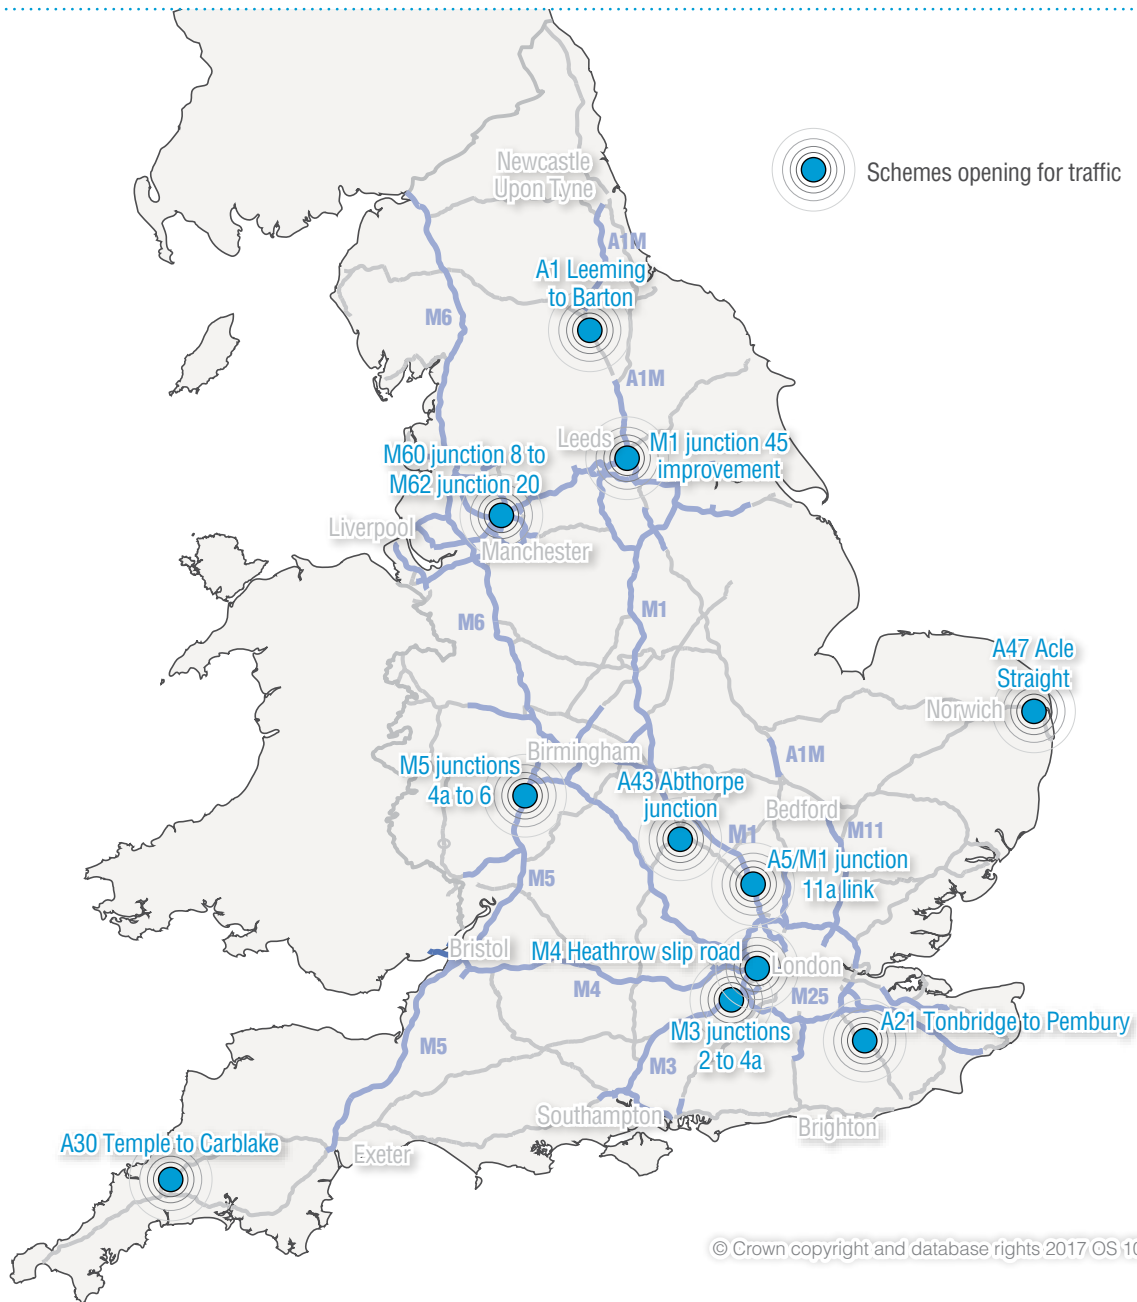 Newcastle
Upon Tyne
Schemes opening for traffic
A1M
A1 Leeming
to Barton
M6
A1M
Leeds
M1 junction 45
improvement
M60 junction 8 to
M62 junction 20
Liverpool
Manchester
M6
M1
A47 Acle
Straight
Norwich
Birmingham
A1M
M5 junctions
4a to 6
A43 Abthorpe
junction
Bedford
M1
M11
A5/M1 junction
11a link
M5
Bristol
M4 Heathrow slip road
London
M4
M25
M5
M3 junctions
2 to 4a
A21 Tonbridge to Pembury
M3
Southampton
Brighton
A30 Temple to Carblake
Exeter
© Crown copyright and database rights 2017 OS 10